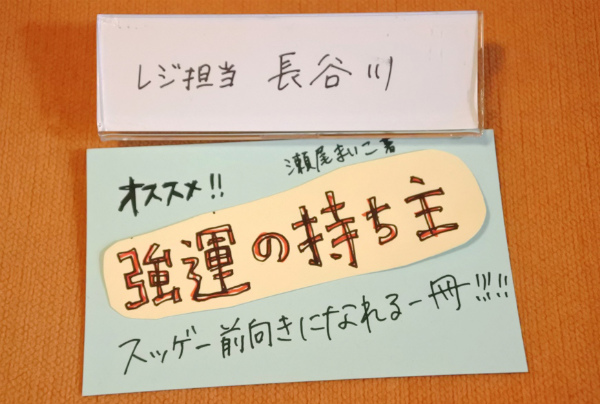 レジ担当 長谷川
瀬尾まいこ著
オススメ!!
強運の持ち主
スッゲー前向きになれる一冊!!!!!